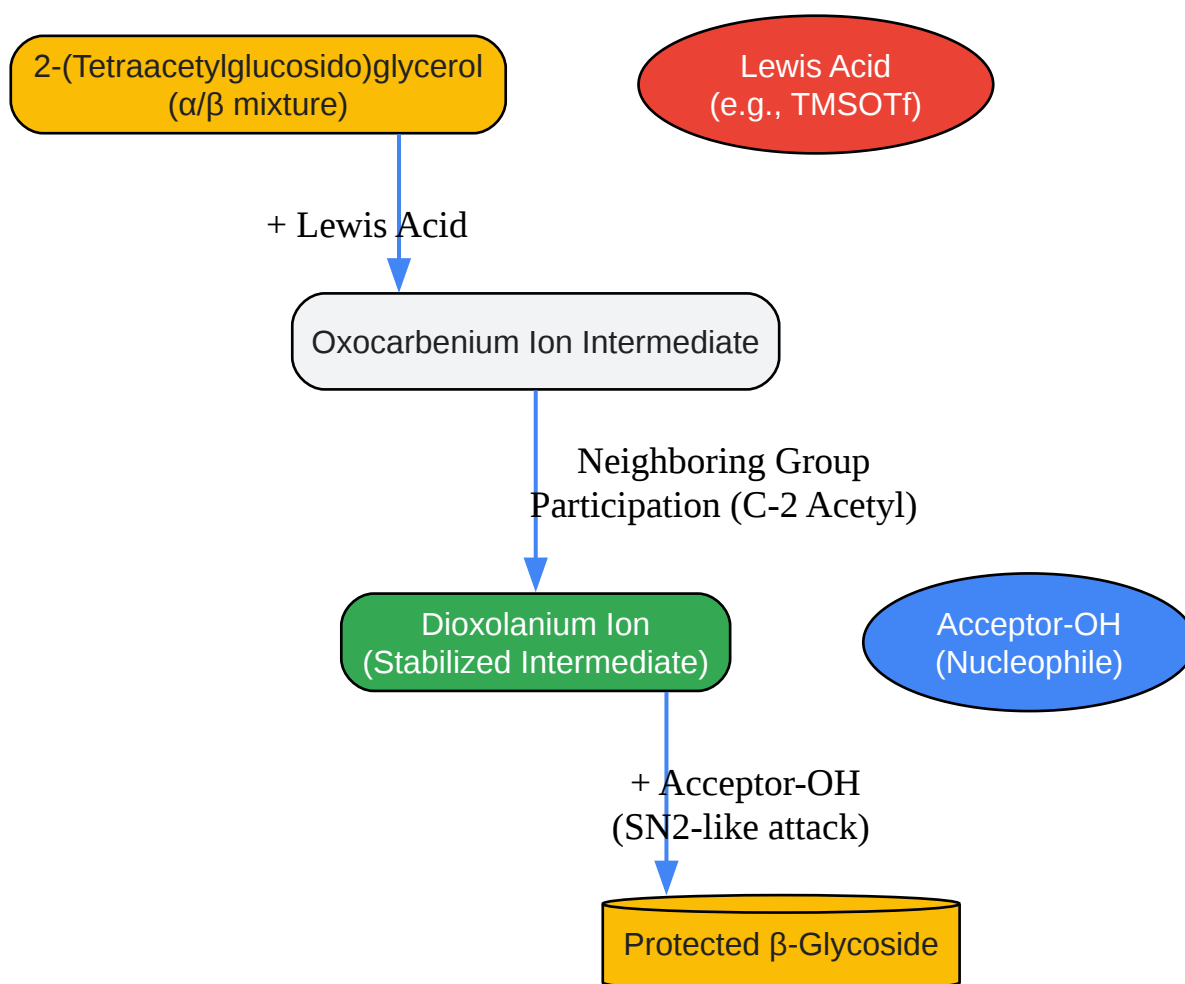 2-(Tetraacetylglucosido)glycerol
(α/β mixture)
Lewis Acid
(e.g., TMSOTf)
+ Lewis Acid
Oxocarbenium Ion Intermediate
Neighboring Group
Participation (C-2 Acetyl)
Dioxolanium Ion
(Stabilized Intermediate)
Acceptor-OH
(Nucleophile)
+ Acceptor-OH
(SN2-like attack)
Protected β-Glycoside